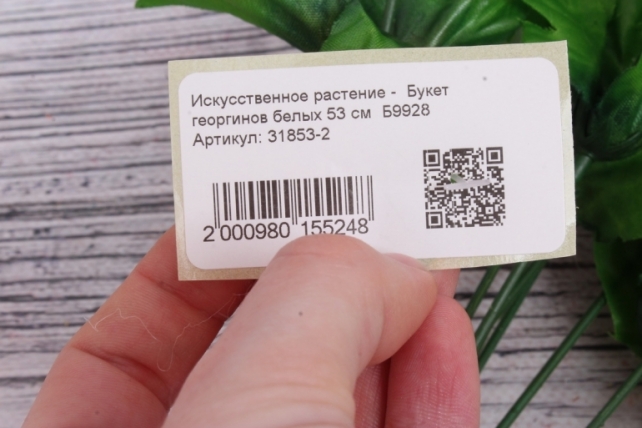 Искусственное растение - Букет
георгинов белых 53 см Б9928
Артикул: 31853-2
2 000980 155248